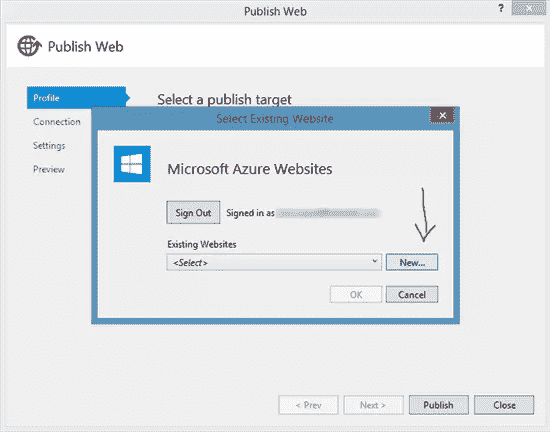 Publish Web
?
Publish Web
Profile
Connection
Settings
Preview
Select a publish target
Select Existing Website
Microsoft Azure Websites
Sign Out
Signed in as
Existing Websites
<Select>
New...
OK
Cancel
< Prev
Next >
Publish
Close